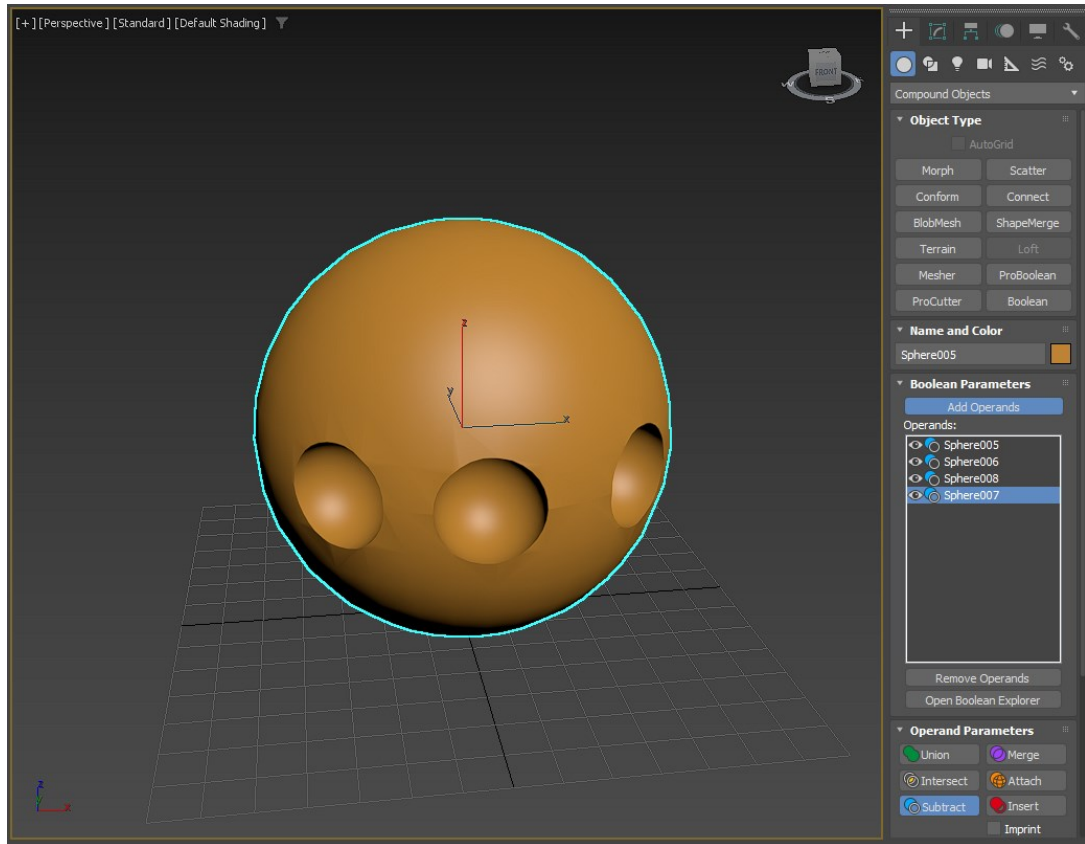 [+] [Perspective] [Standard] [Default Shading]
FRONT
S
z
y
x
z
x
Compound Objects
Object Type
AutoGrid
Morph Scatter
Conform Connect
BlobMesh ShapeMerge
Terrain Loft
Mesher ProBoolean
ProCutter Boolean
Name and Color
Sphere005
Boolean Parameters
Add Operands
Operands:
Sphere005
Sphere006
Sphere008
Sphere007
Remove Operands
Open Boolean Explorer
Operand Parameters
Union Merge
Intersect Attach
Subtract Insert
Imprint